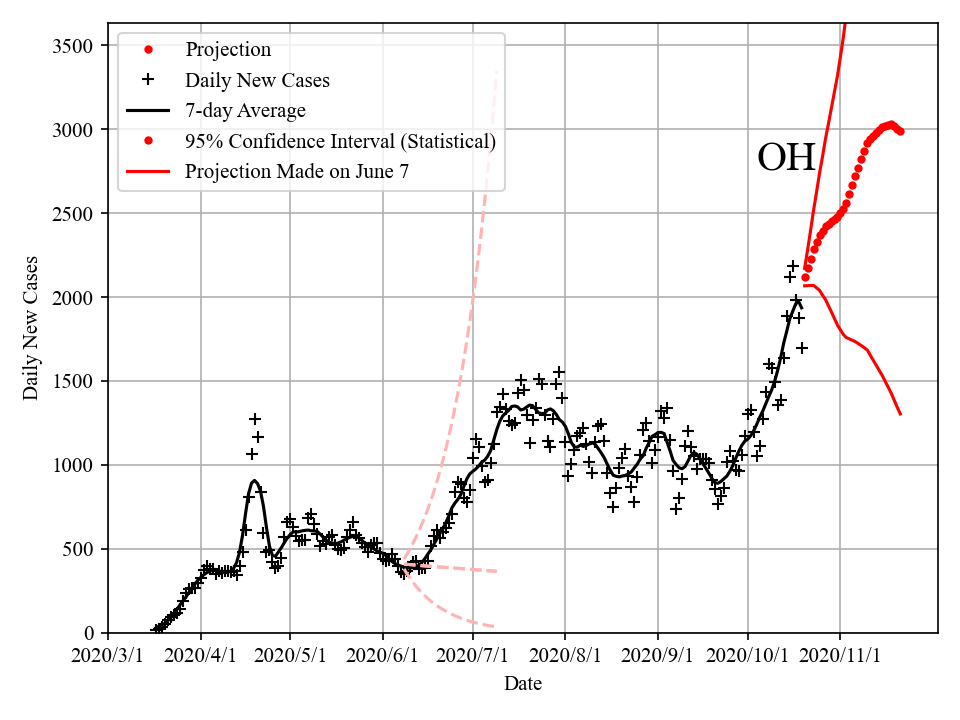 3500
3000
2500
2000
1500
1000
500
0
Daily New Cases
Projection
Daily New Cases
7-day Average
95% Confidence Interval (Statistical)
Projection Made on June 7
OH
2020/3/1 2020/4/1 2020/5/1 2020/6/1 2020/7/1 2020/8/1 2020/9/1 2020/10/1 2020/11/1
Date